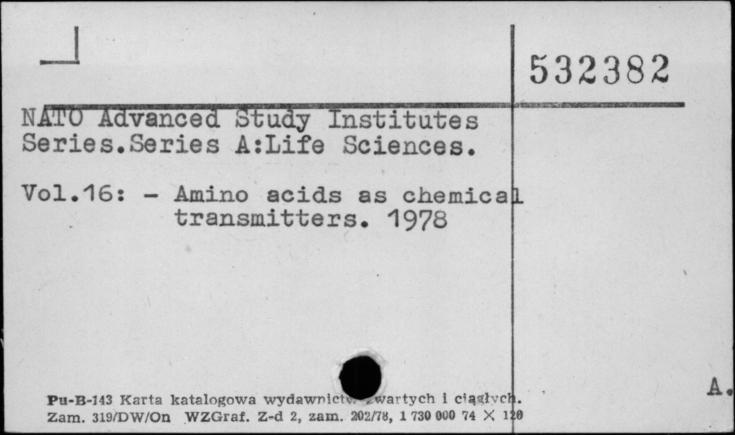 532382
NATO Advanced Study Institutes
Series.Series A:Life Sciences.
Vol.16: - Amino acids as chemical
transmitters. 1978
A.
Pu-B-143 Karta katalogowa wydawnictw zwartych i ciągłych.
Zam. 319/DW/On WZGraf. Z-d 2, zam. 202/78, 1 730 000 74 X 120